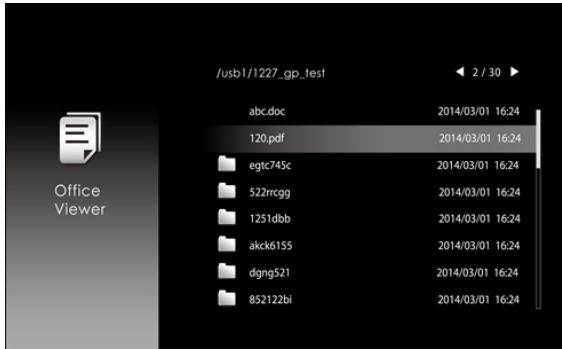 /usb1/1227_gp_test ◀ 2 / 30 ▶
abc.doc 2014/03/01 16:24
120.pdf 2014/03/01 16:24
egtc745c 2014/03/01 16:24
522rrcgg 2014/03/01 16:24
1251dbb 2014/03/01 16:24
akck6155 2014/03/01 16:24
dgng521 2014/03/01 16:24
852122bi 2014/03/01 16:24
Office
Viewer